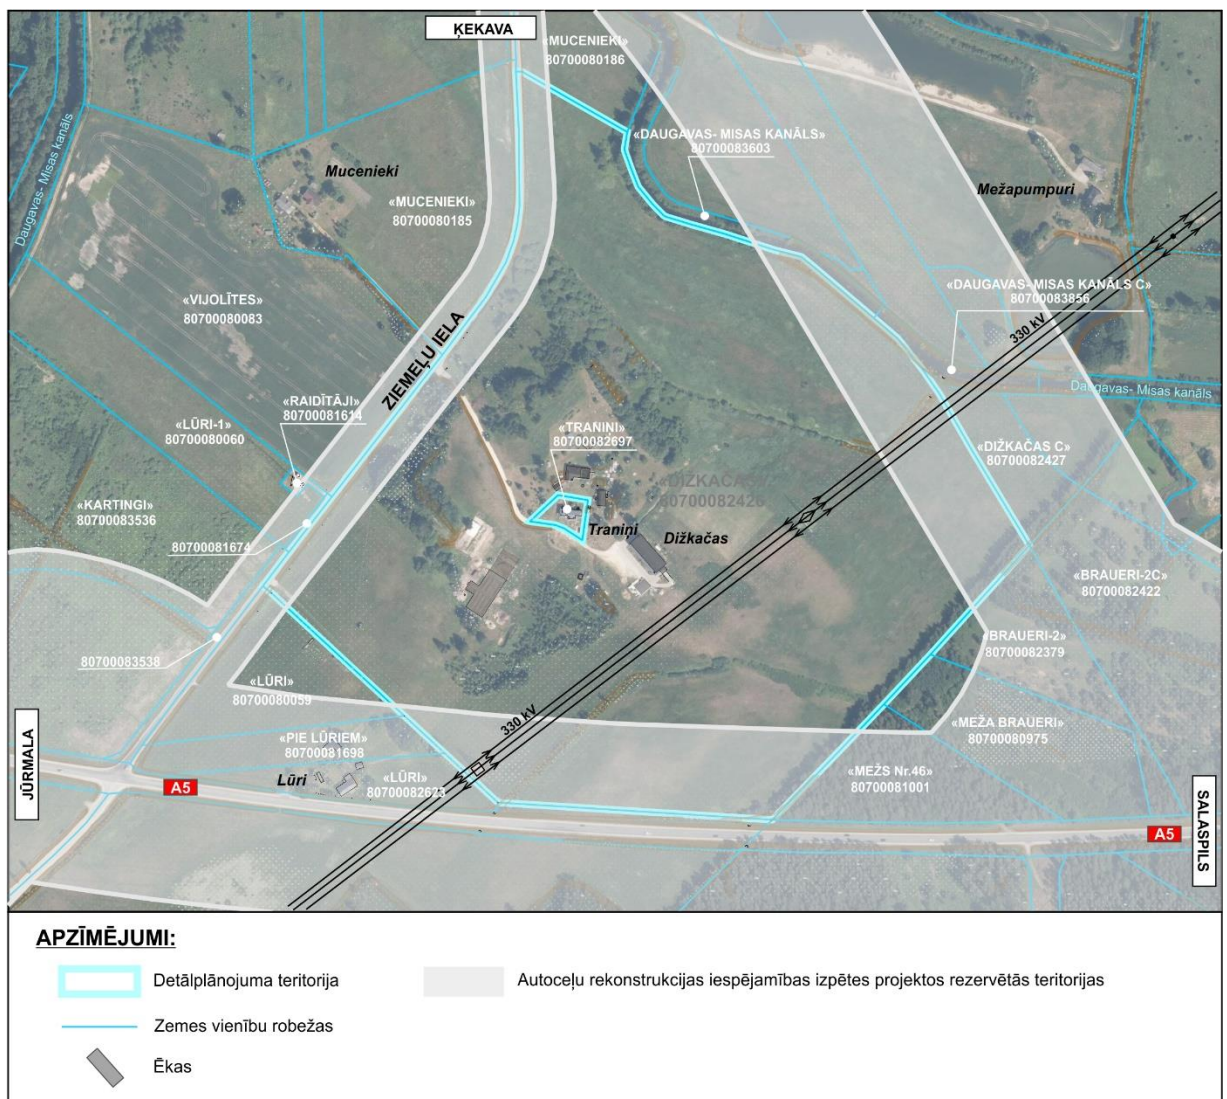 ĶEKAVA
«MUCENIEKI»
80700080186
«DAUGAVAS- MISAS KANĀLS»
80700083603
Daugavas- Misas kanāls
Mucenieki
Mežapumpuri
«MUCENIEKI»
80700080185
«DAUGAVAS- MISAS KANĀLS C»
80700083856
«VIJOLĪTES»
80700080083
330 kV
ZIEMEĻU IELA
Daugavas- Misas kanāls
«RAIDĪTĀJI»
80700081614
«LŪRI-1»
80700080060
«TRANIŅI»
80700082697
«DIŽKAČAS C»
80700082427
«DIŽKAČAS»
80700082426
«KARTINGI»
80700083536
Traniņi
Dižkačas
80700081674
«BRAUERI-2C»
80700082422
«BRAUERI-2»
80700082379
80700083538
«LŪRI»
80700080059
330 kV
«MEŽA BRAUERI»
80700080975
«PIE LŪRIEM»
80700081698
Lūri
«LŪRI»
80700082623
«MEŽS Nr.46»
80700081001
JŪRMALA
A5
SALASPILS
A5
APZĪMĒJUMI:
Detālplānojuma teritorija
Autoceļu rekonstrukcijas iespējamības izpētes projektos rezervētās teritorijas
Zemes vienību robežas
Ēkas